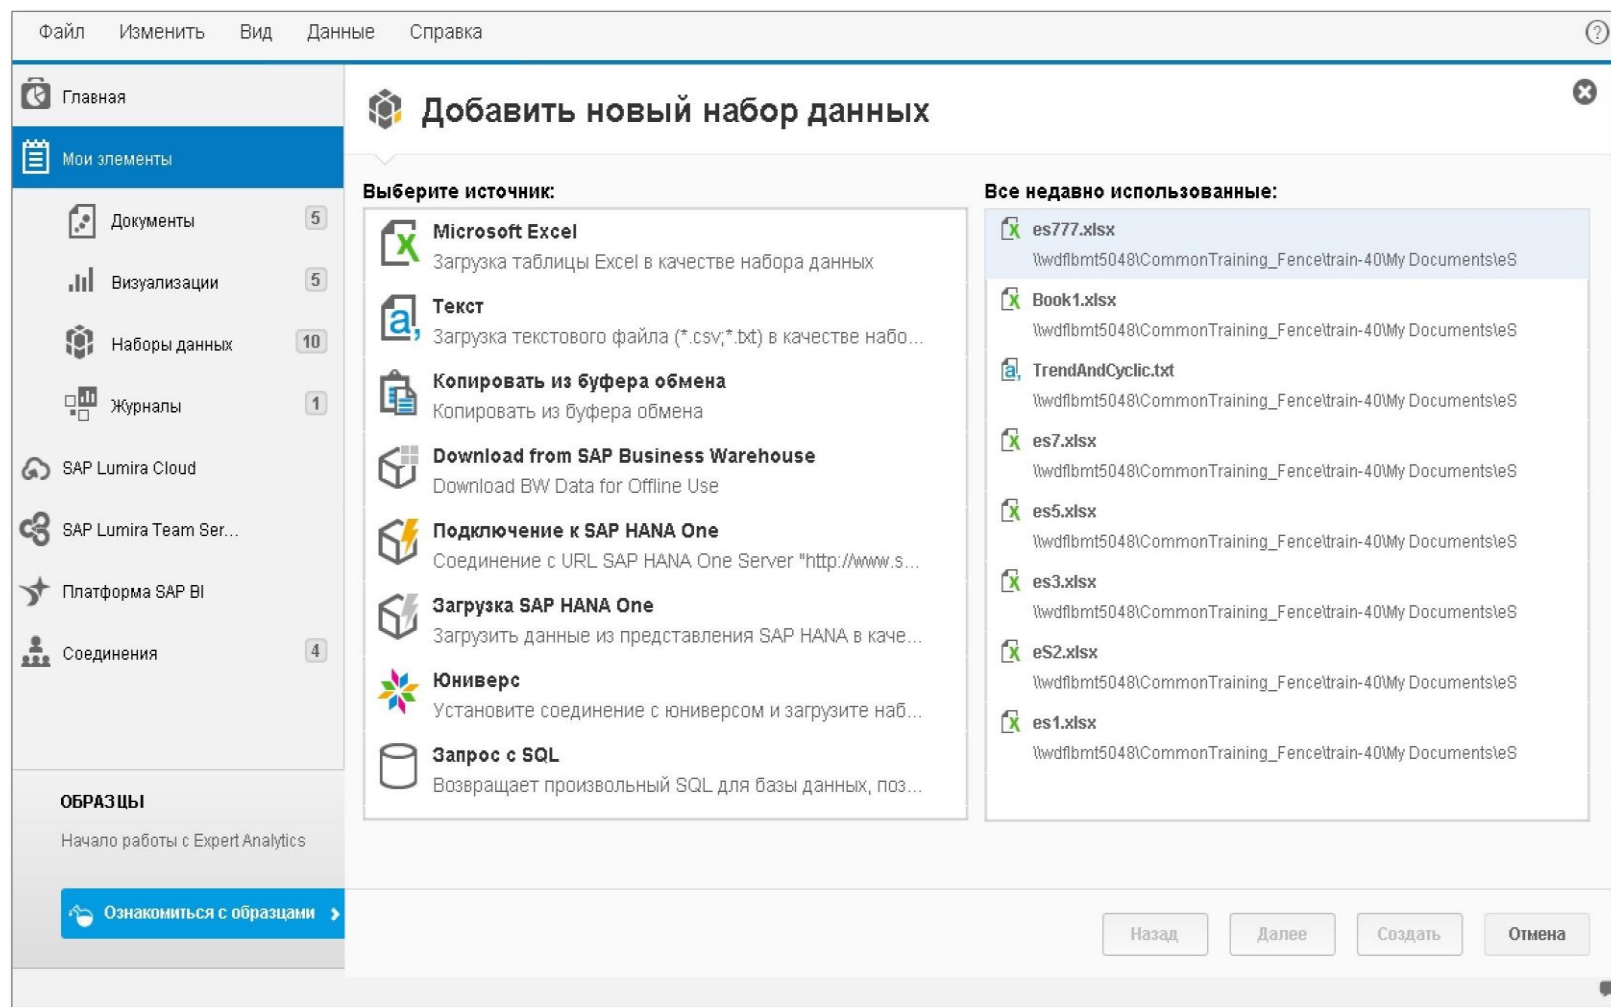 Файл Изменить Вид Данные Справка
Главная
Мои элементы
Документы 5
Визуализации 5
Наборы данных 10
Журналы 1
SAP Lumira Cloud
SAP Lumira Team Ser...
Платформа SAP BI
Соединения 4
ОБРАЗЦЫ
Начало работы с Expert Analytics
Ознакомиться с образцами
Добавить новый набор данных
Выберите источник:
Microsoft Excel
Загрузка таблицы Excel в качестве набора данных
Текст
Загрузка текстового файла (*.csv;*.txt) в качестве набо...
Копировать из буфера обмена
Копировать из буфера обмена
Download from SAP Business Warehouse
Download BW Data for Offline Use
Подключение к SAP HANA One
Соединение с URL SAP HANA One Server "http://www.s...
Загрузка SAP HANA One
Загрузить данные из представления SAP HANA в каче...
Юниверс
Установите соединение с юниверсом и загрузите наб...
Запрос с SQL
Возвращает произвольный SQL для базы данных, поз...
Все недавно использованные:
es777.xlsx
\\wdflbmt5048\CommonTraining_Fence\train-40\My Documents\eS
Book1.xlsx
\\wdflbmt5048\CommonTraining_Fence\train-40\My Documents\eS
TrendAndCyclic.txt
\\wdflbmt5048\CommonTraining_Fence\train-40\My Documents\eS
es7.xlsx
\\wdflbmt5048\CommonTraining_Fence\train-40\My Documents\eS
es5.xlsx
\\wdflbmt5048\CommonTraining_Fence\train-40\My Documents\eS
es3.xlsx
\\wdflbmt5048\CommonTraining_Fence\train-40\My Documents\eS
eS2.xlsx
\\wdflbmt5048\CommonTraining_Fence\train-40\My Documents\eS
es1.xlsx
\\wdflbmt5048\CommonTraining_Fence\train-40\My Documents\eS
Назад Далее Создать Отмена